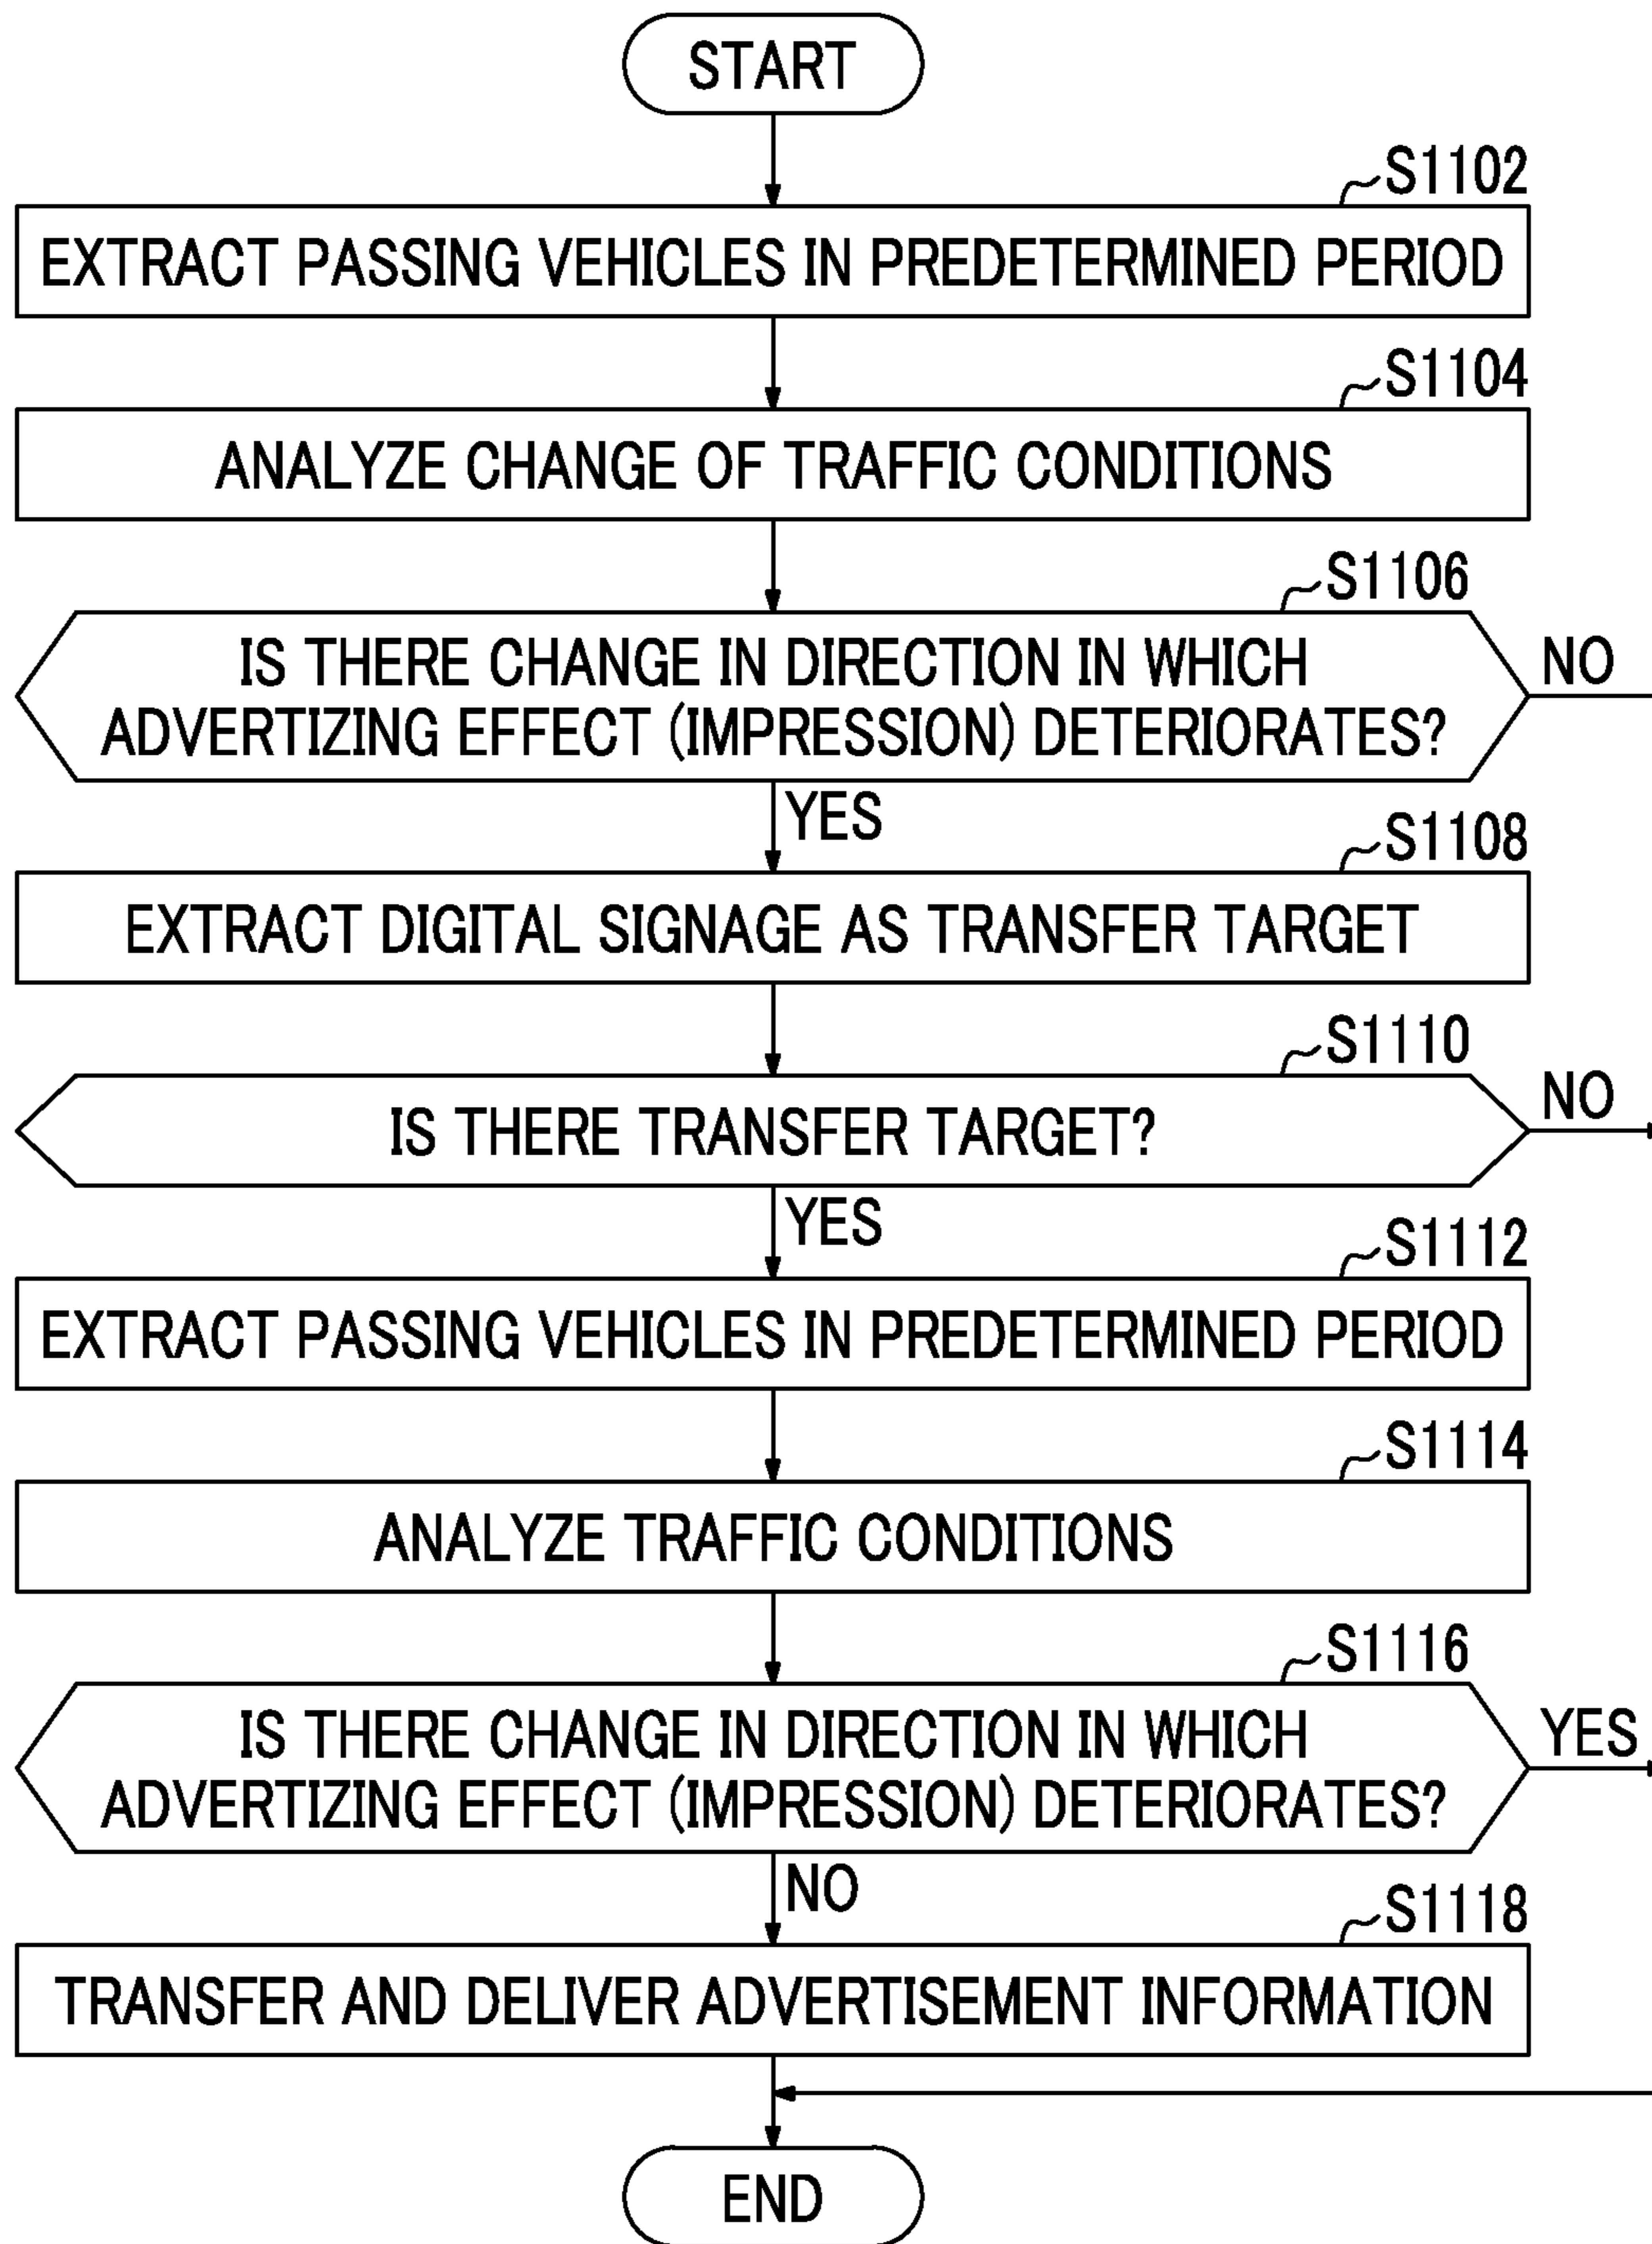 START
S1102
EXTRACT PASSING VEHICLES IN PREDETERMINED PERIOD
S1104
ANALYZE CHANGE OF TRAFFIC CONDITIONS
S1106
IS THERE CHANGE IN DIRECTION IN WHICH
ADVERTIZING EFFECT (IMPRESSION) DETERIORATES?
NO
YES
S1108
EXTRACT DIGITAL SIGNAGE AS TRANSFER TARGET
S1110
IS THERE TRANSFER TARGET?
NO
YES
S1112
EXTRACT PASSING VEHICLES IN PREDETERMINED PERIOD
S1114
ANALYZE TRAFFIC CONDITIONS
S1116
IS THERE CHANGE IN DIRECTION IN WHICH
ADVERTIZING EFFECT (IMPRESSION) DETERIORATES?
YES
NO
S1118
TRANSFER AND DELIVER ADVERTISEMENT INFORMATION
END